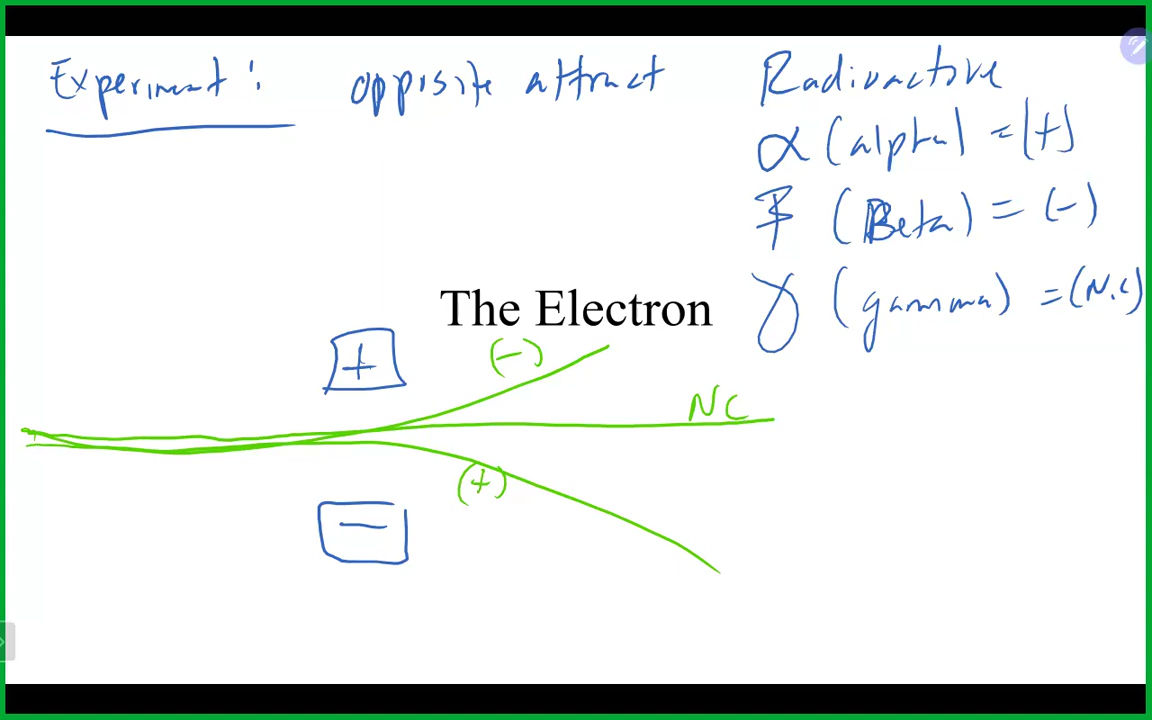 Experiment: opposite attract
Radioactive
α (alpha) = (+)
(Beta) = (-)
γ (gamma) = (N.C)
The Electron
+
(-)
NC
(+)
-